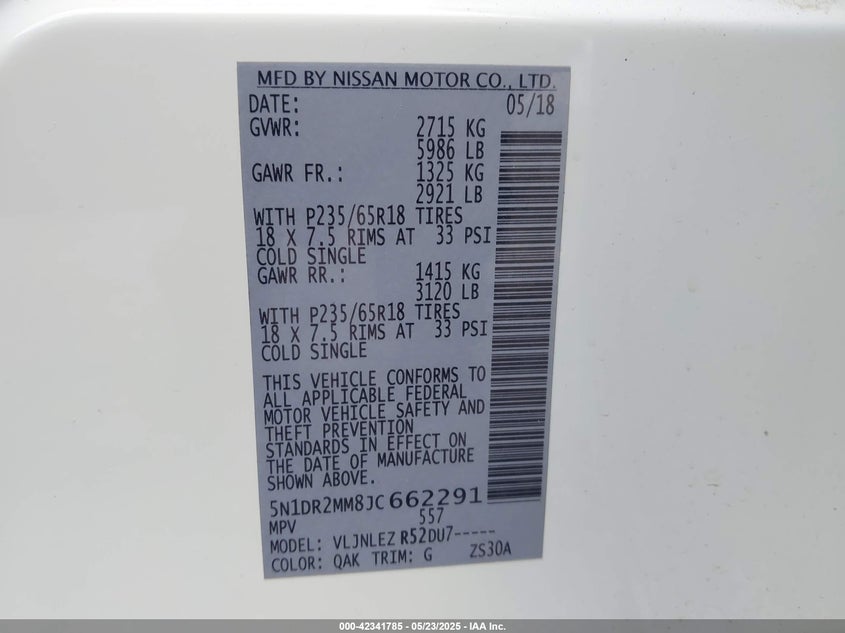 MFD BY NISSAN MOTOR CO., LTD.
DATE: 05/18
GVWR: 2715 KG
5986 LB
GAWR FR.: 1325 KG
2921 LB
WITH P235/65R18 TIRES
18 X 7.5 RIMS AT 33 PSI
COLD SINGLE
GAWR RR.: 1415 KG
3120 LB
WITH P235/65R18 TIRES
18 X 7.5 RIMS AT 33 PSI
COLD SINGLE
THIS VEHICLE CONFORMS TO
ALL APPLICABLE FEDERAL
MOTOR VEHICLE SAFETY AND
THEFT PREVENTION
STANDARDS IN EFFECT ON
THE DATE OF MANUFACTURE
SHOWN ABOVE.
5N1DR2MM8JC662291
MPV 557
MODEL: VLJNLEZ R52DU7-----
COLOR: QAK TRIM: G ZS30A
000-42341785 - 05/23/2025 - IAA Inc.